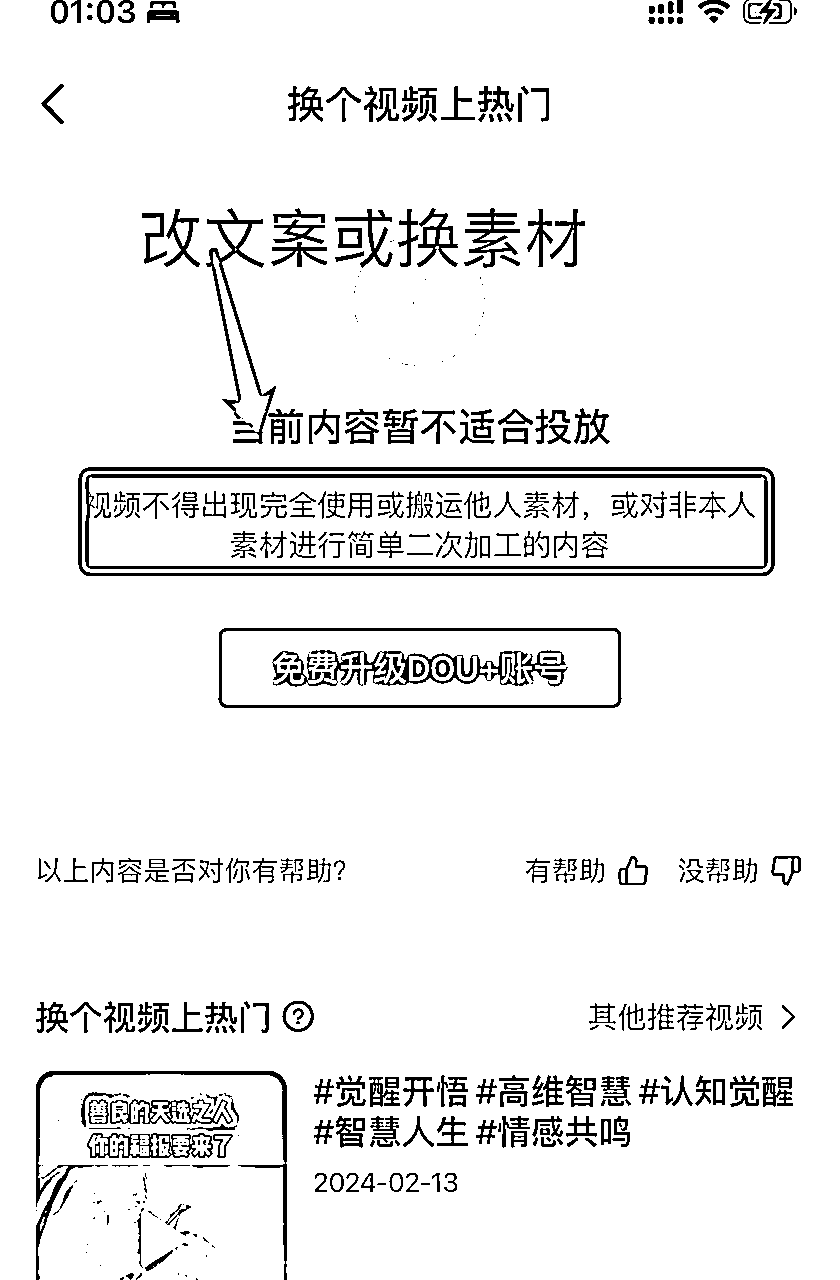 01:03
换个视频上热门
改文案或换素材
当前内容暂不适合投放
视频不得出现完全使用或搬运他人素材，或对非本人
素材进行简单二次加工的内容
免费升级DOU+账号
以上内容是否对你有帮助？
有帮助 没帮助
换个视频上热门
其他推荐视频
善良的天选之人
你的福报要来了
#觉醒开悟 #高维智慧 #认知觉醒
#智慧人生 #情感共鸣
2024-02-13